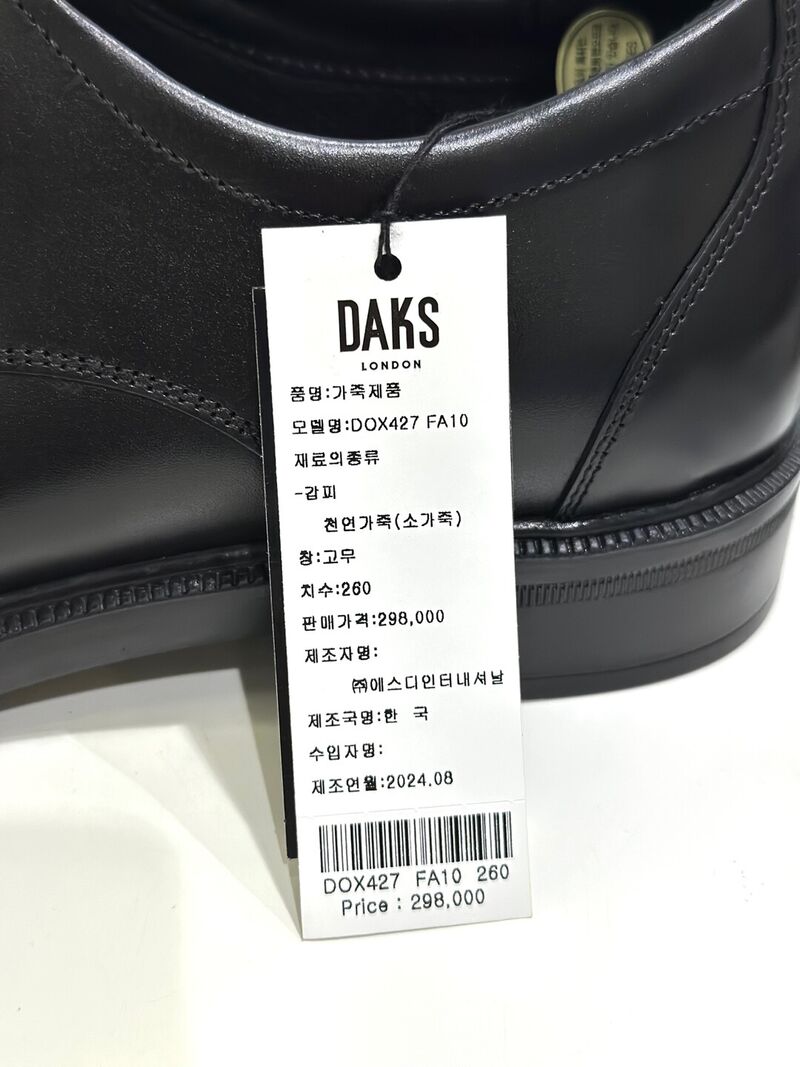 DAKS
LONDON
품명:가죽제품
모델명:DOX427 FA10
재료의종류
-갑피
천연가죽(소가죽)
창:고무
치수:260
판매가격:298,000
제조자명:
㈜에스디인터내셔날
제조국명:한 국
수입자명:
제조연월:2024.08
DOX427 FA10 260
Price : 298,000